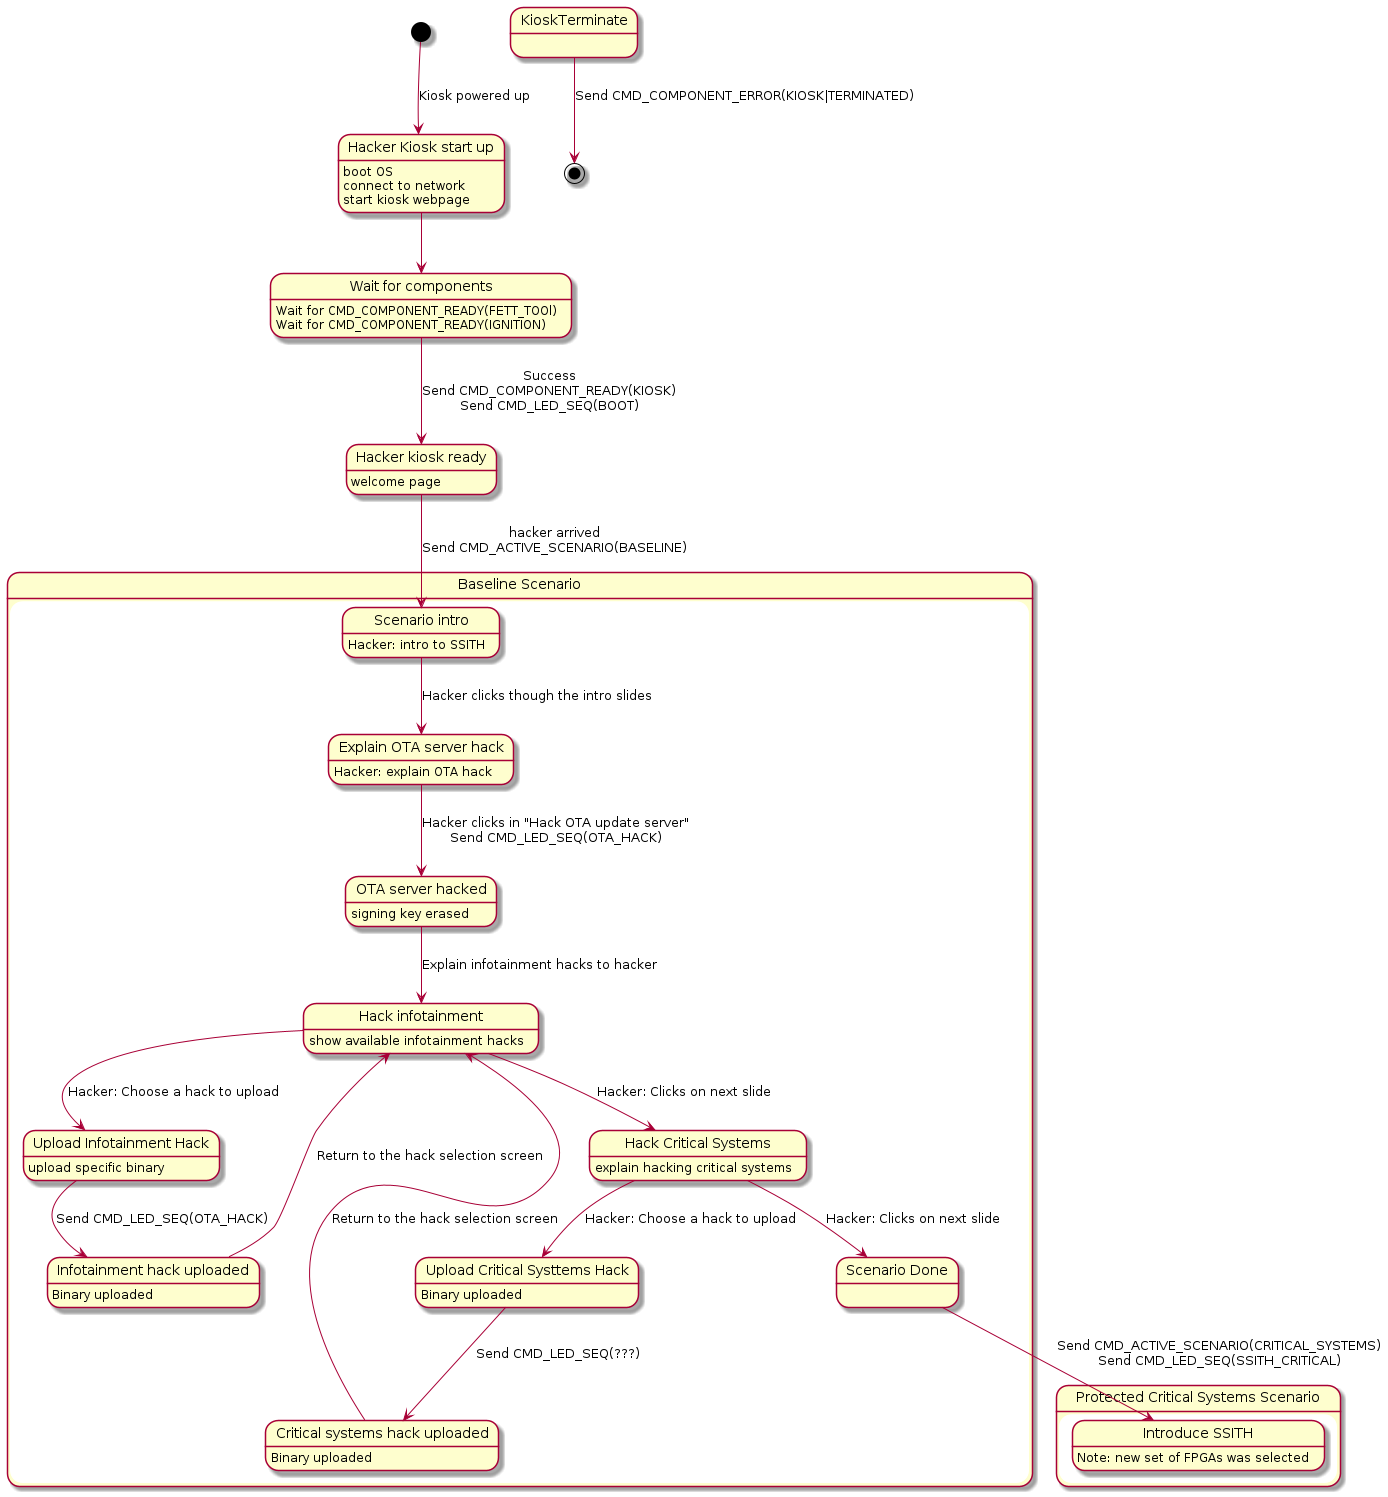 KioskTerminate
Kiosk powered up
Send CMD_COMPONENT_ERROR(KIOSK|TERMINATED)
Hacker Kiosk start up
boot OS
connect to network
start kiosk webpage
Wait for components
Wait for CMD_COMPONENT_READY(FETT_TOOl)
Wait for CMD_COMPONENT_READY(IGNITION)
Success
Send CMD_COMPONENT_READY(KIOSK)
Send CMD_LED_SEQ(BOOT)
Hacker kiosk ready
welcome page
hacker arrived
Send CMD_ACTIVE_SCENARIO(BASELINE)
Baseline Scenario
Scenario intro
Hacker: intro to SSITH
Hacker clicks though the intro slides
Explain OTA server hack
Hacker: explain OTA hack
Hacker clicks in "Hack OTA update server"
Send CMD_LED_SEQ(OTA_HACK)
OTA server hacked
signing key erased
Explain infotainment hacks to hacker
Hack infotainment
show available infotainment hacks
Hacker: Choose a hack to upload
Hacker: Clicks on next slide
Upload Infotainment Hack
upload specific binary
Return to the hack selection screen
Hack Critical Systems
explain hacking critical systems
Send CMD_LED_SEQ(OTA_HACK)
Return to the hack selection screen
Hacker: Choose a hack to upload
Hacker: Clicks on next slide
Infotainment hack uploaded
Binary uploaded
Upload Critical Systtems Hack
Binary uploaded
Scenario Done
Send CMD_LED_SEQ(???)
Send CMD_ACTIVE_SCENARIO(CRITICAL_SYSTEMS)
Send CMD_LED_SEQ(SSITH_CRITICAL)
Protected Critical Systems Scenario
Critical systems hack uploaded
Binary uploaded
Introduce SSITH
Note: new set of FPGAs was selected